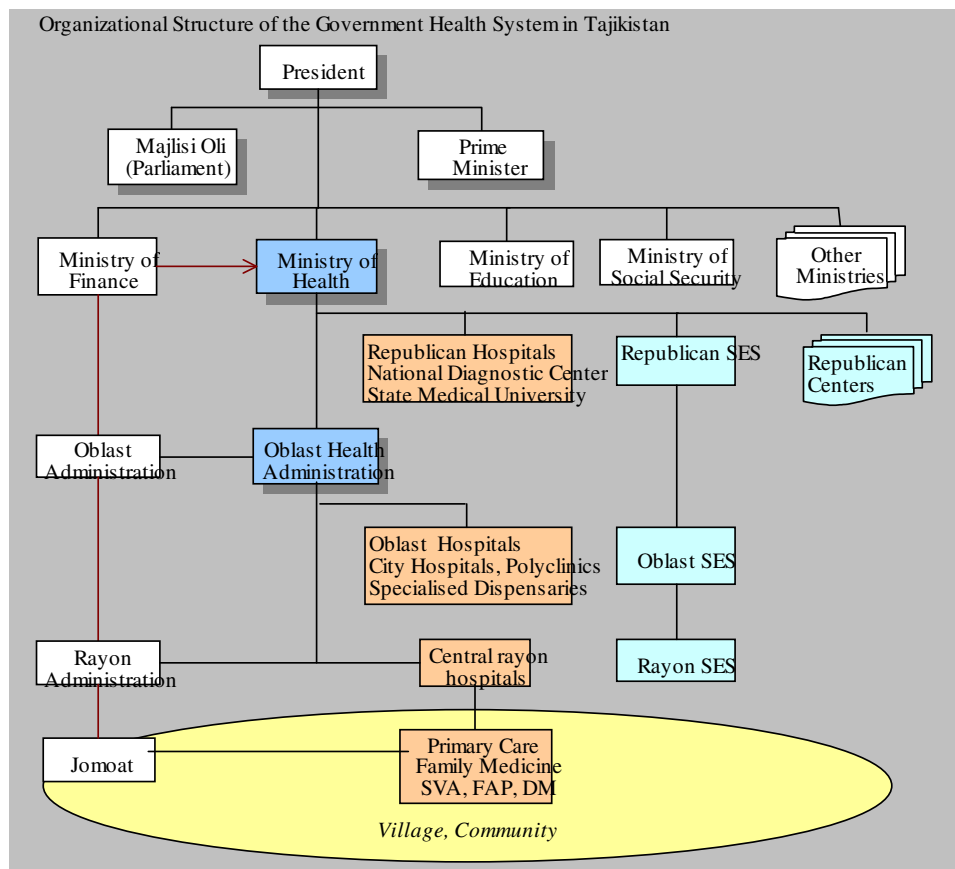 Organizational Structure of the Government Health System in Tajikistan
President
Majlisi Oli
(Parliament)
Prime
Minister
Ministry of
Finance
Ministry of
Health
Ministry of
Education
Ministry of
Social Security
Other
Ministries
Republican Hospitals
National Diagnostic Center
State Medical University
Republican SES
Republican
Centers
Oblast
Administration
Oblast Health
Administration
Oblast Hospitals
City Hospitals, Polyclinics
Specialised Dispensaries
Oblast SES
Rayon
Administration
Central rayon
hospitals
Rayon SES
Jomoat
Primary Care
Family Medicine
SVA, FAP, DM
Village, Community